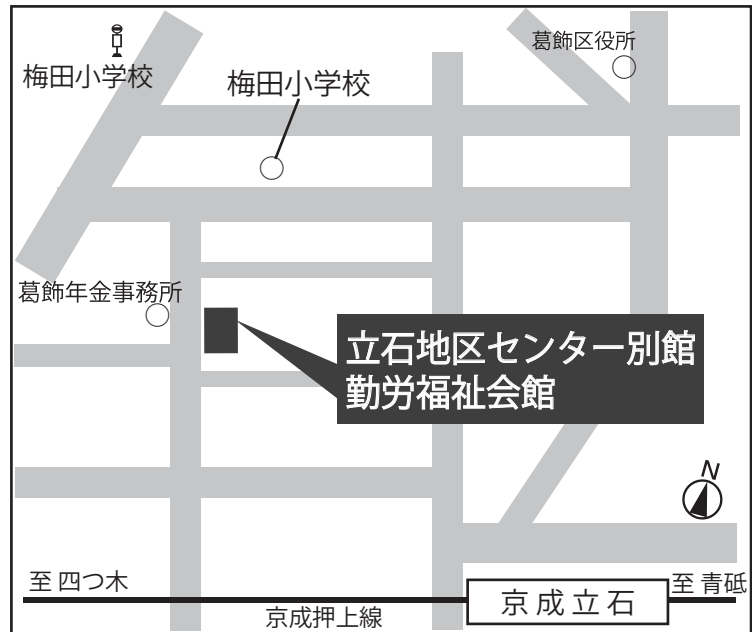 葛飾区役所
梅田小学校
梅田小学校
葛飾年金事務所
立石地区センター別館
勤労福祉会館
N
至 四つ木
至 青砥
京成立石
京成押上線